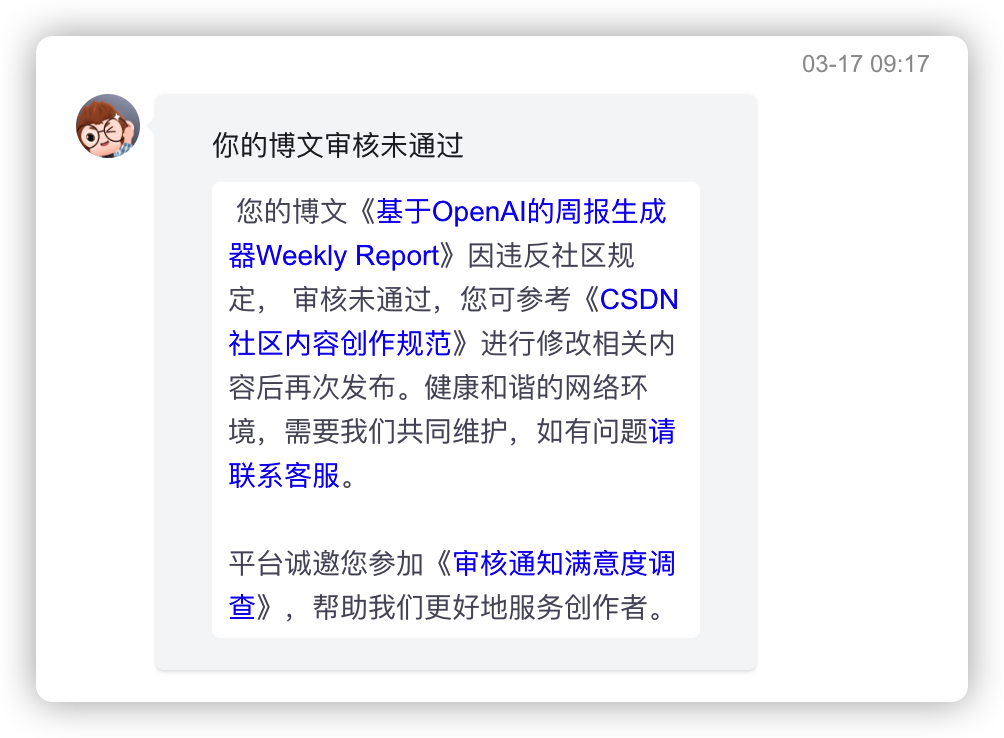 03-17 09:17
你的博文审核未通过
您的博文《基于OpenAI的周报生成
器Weekly Report》因违反社区规
定， 审核未通过，您可参考《CSDN
社区内容创作规范》进行修改相关内
容后再次发布。健康和谐的网络环
境，需要我们共同维护，如有问题请
联系客服。
平台诚邀您参加《审核通知满意度调
查》，帮助我们更好地服务创作者。